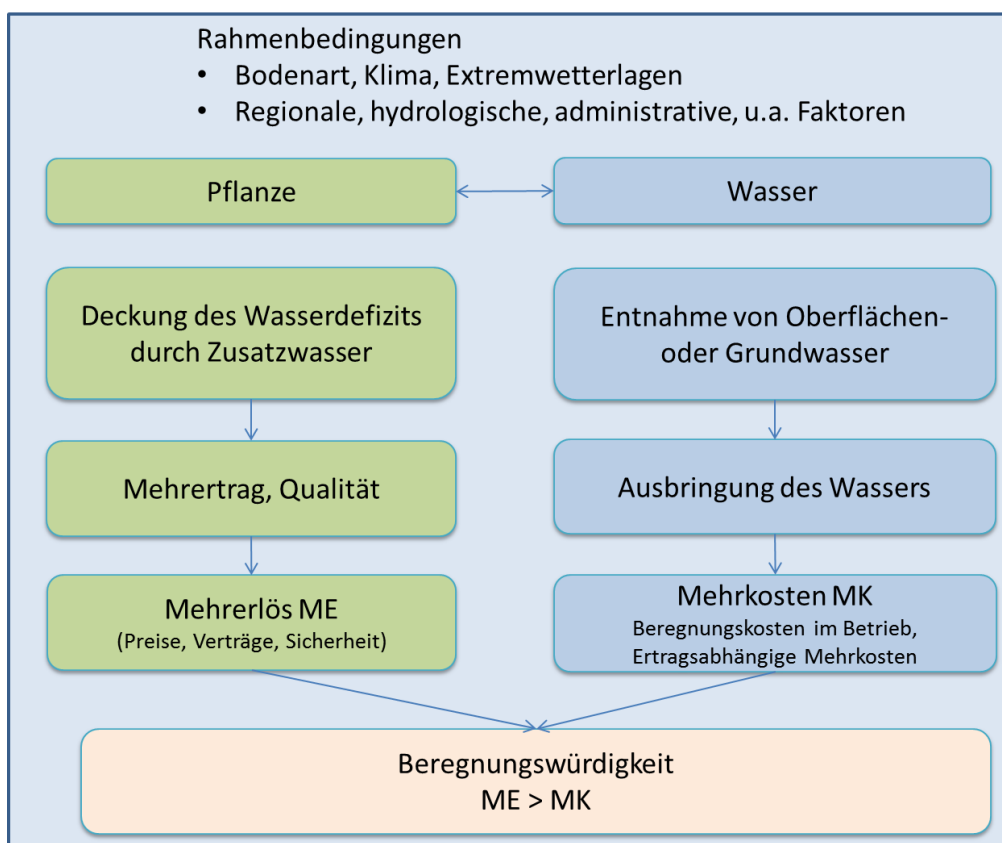 Rahmenbedingungen
• Bodenart, Klima, Extremwetterlagen
• Regionale, hydrologische, administrative, u.a. Faktoren
Pflanze
Wasser
Deckung des Wasserdefizits
durch Zusatzwasser
Entnahme von Oberflächen-
oder Grundwasser
Mehrertrag, Qualität
Ausbringung des Wassers
Mehrerlös ME
(Preise, Verträge, Sicherheit)
Mehrkosten MK
Beregnungskosten im Betrieb,
Ertragsabhängige Mehrkosten
Beregnungswürdigkeit
ME > MK